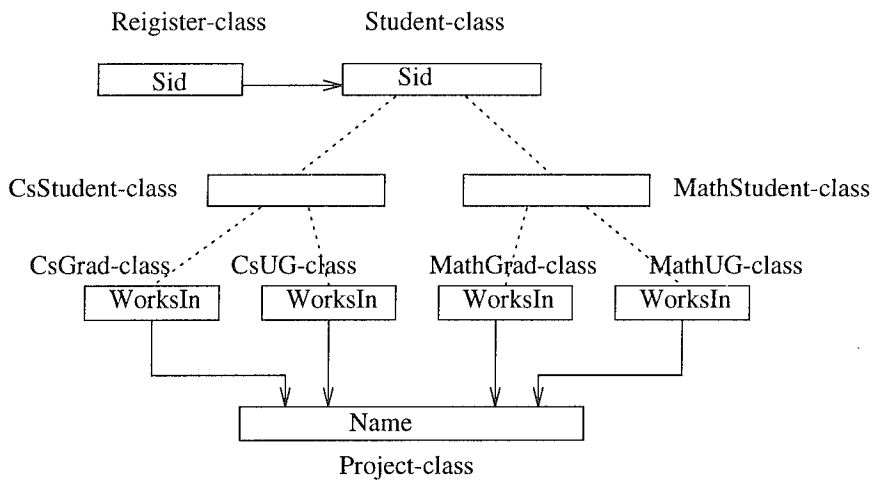 Reigister-class
Student-class
Sid
Sid
CsStudent-class
MathStudent-class
CsGrad-class
CsUG-class
MathGrad-class
MathUG-class
WorksIn
WorksIn
WorksIn
WorksIn
Name
Project-class